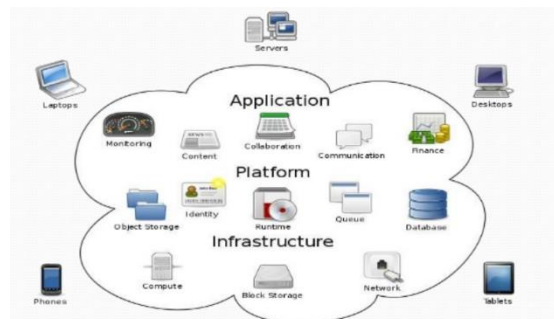 Servers
Laptops
Desktops
Application
Monitoring
Content
Collaboration
Communication
Finance
Platform
Object Storage
Identity
Runtime
Queue
Database
Infrastructure
Compute
Block Storage
Network
Phones
Tablets